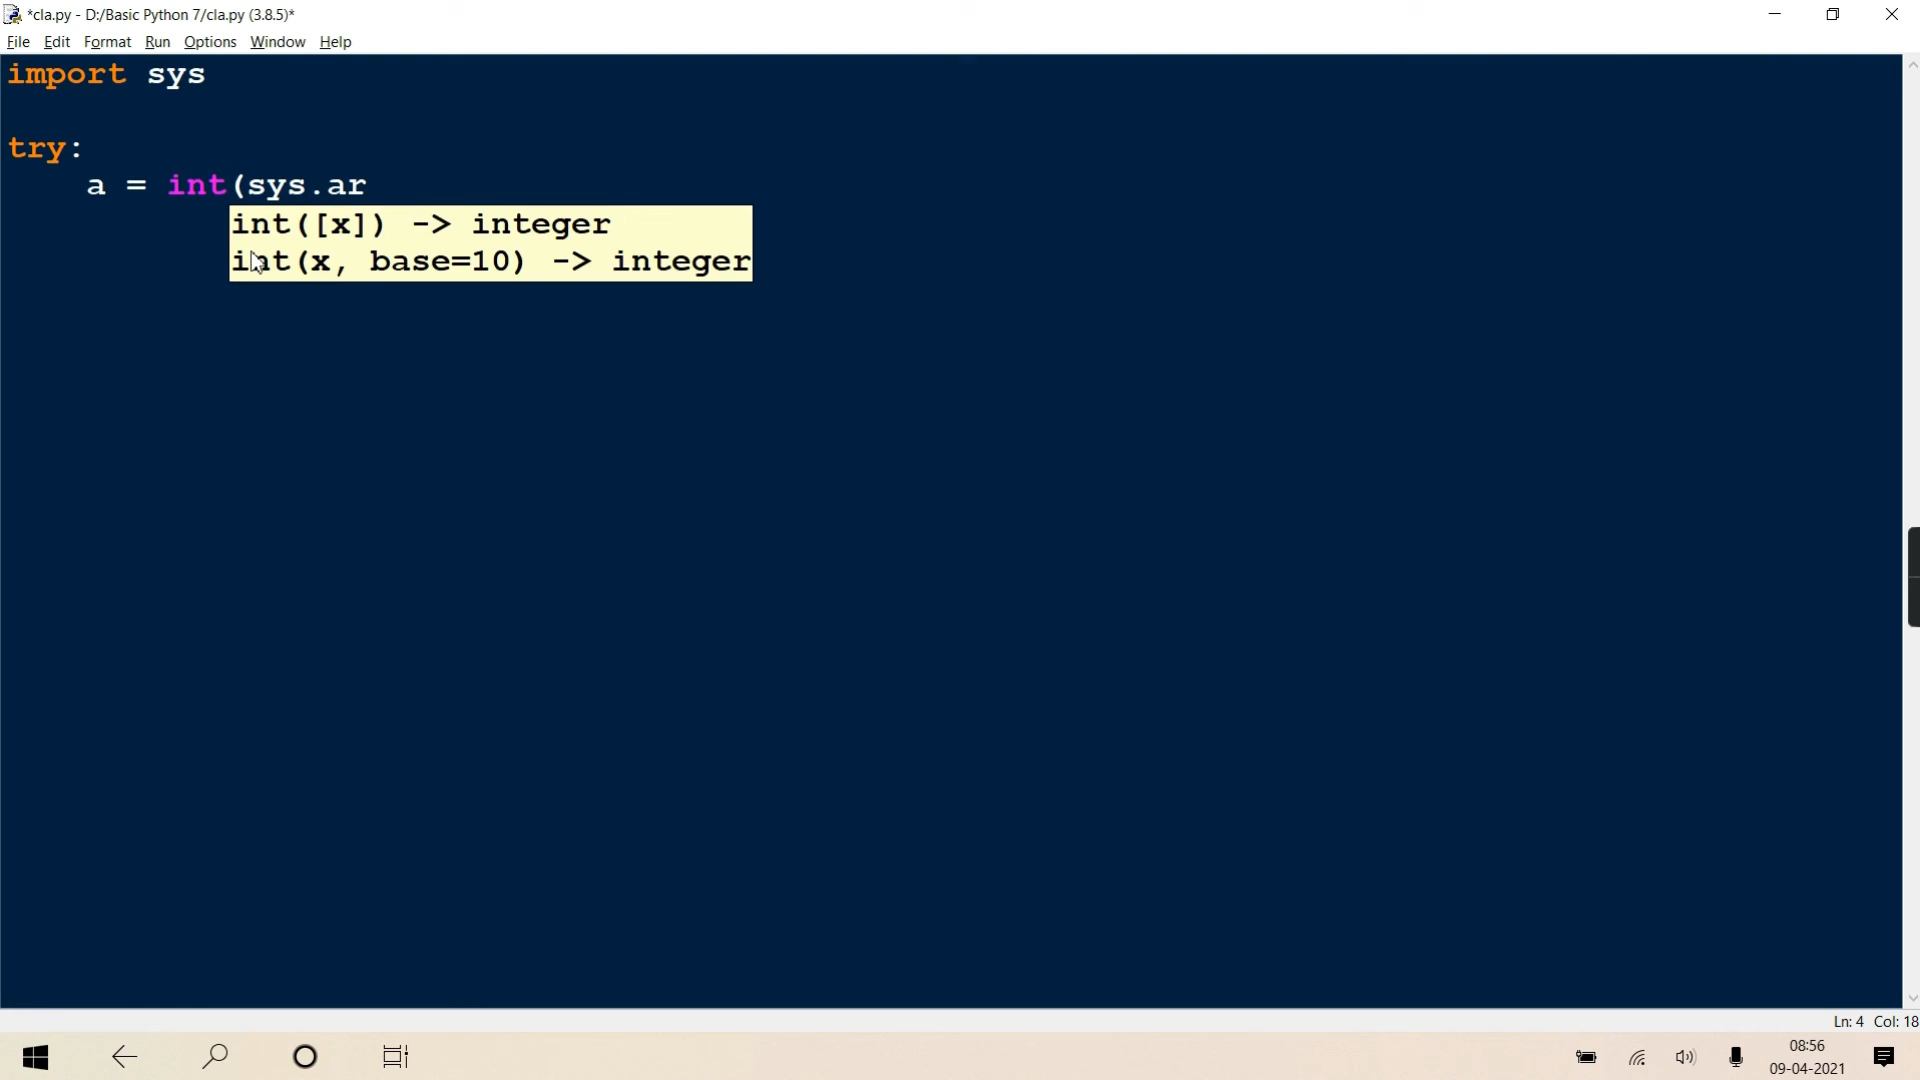 *cla.py - D:/Basic Python 7/cla.py (3.8.5)*
File Edit Format Run Options Window Help
import sys
try:
    a = int(sys.ar
int([x]) -> integer
int(x, base=10) -> integer
Ln: 4 Col: 18
08:56
09-04-2021